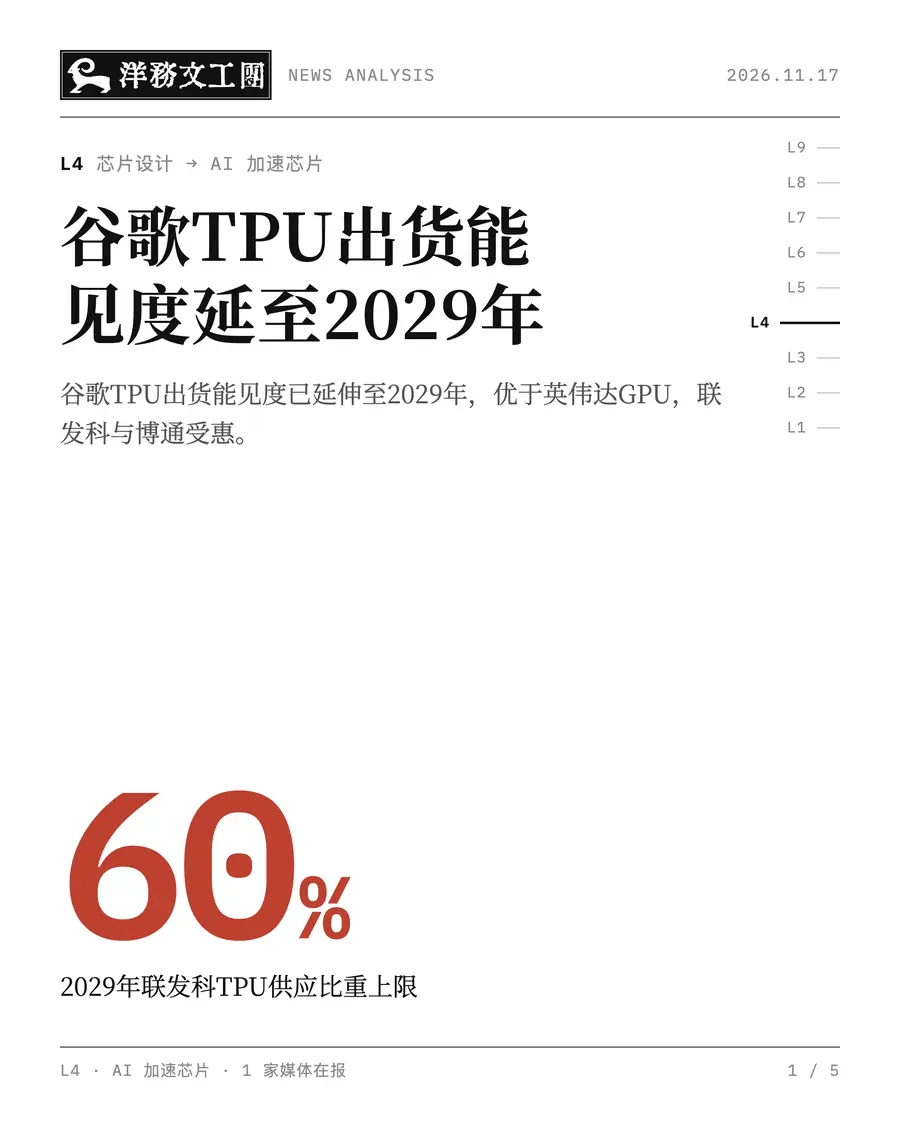 洋務文工團
NEWS ANALYSIS
2026.11.17
L4 芯片设计 → AI 加速芯片
谷歌TPU出货能
见度延至2029年
谷歌TPU出货能见度已延伸至2029年，优于英伟达GPU，联
发科与博通受惠。
L9
L8
L7
L6
L5
L4
L3
L2
L1
60%
2029年联发科TPU供应比重上限
L4 · AI 加速芯片 · 1 家媒体在报
1 / 5